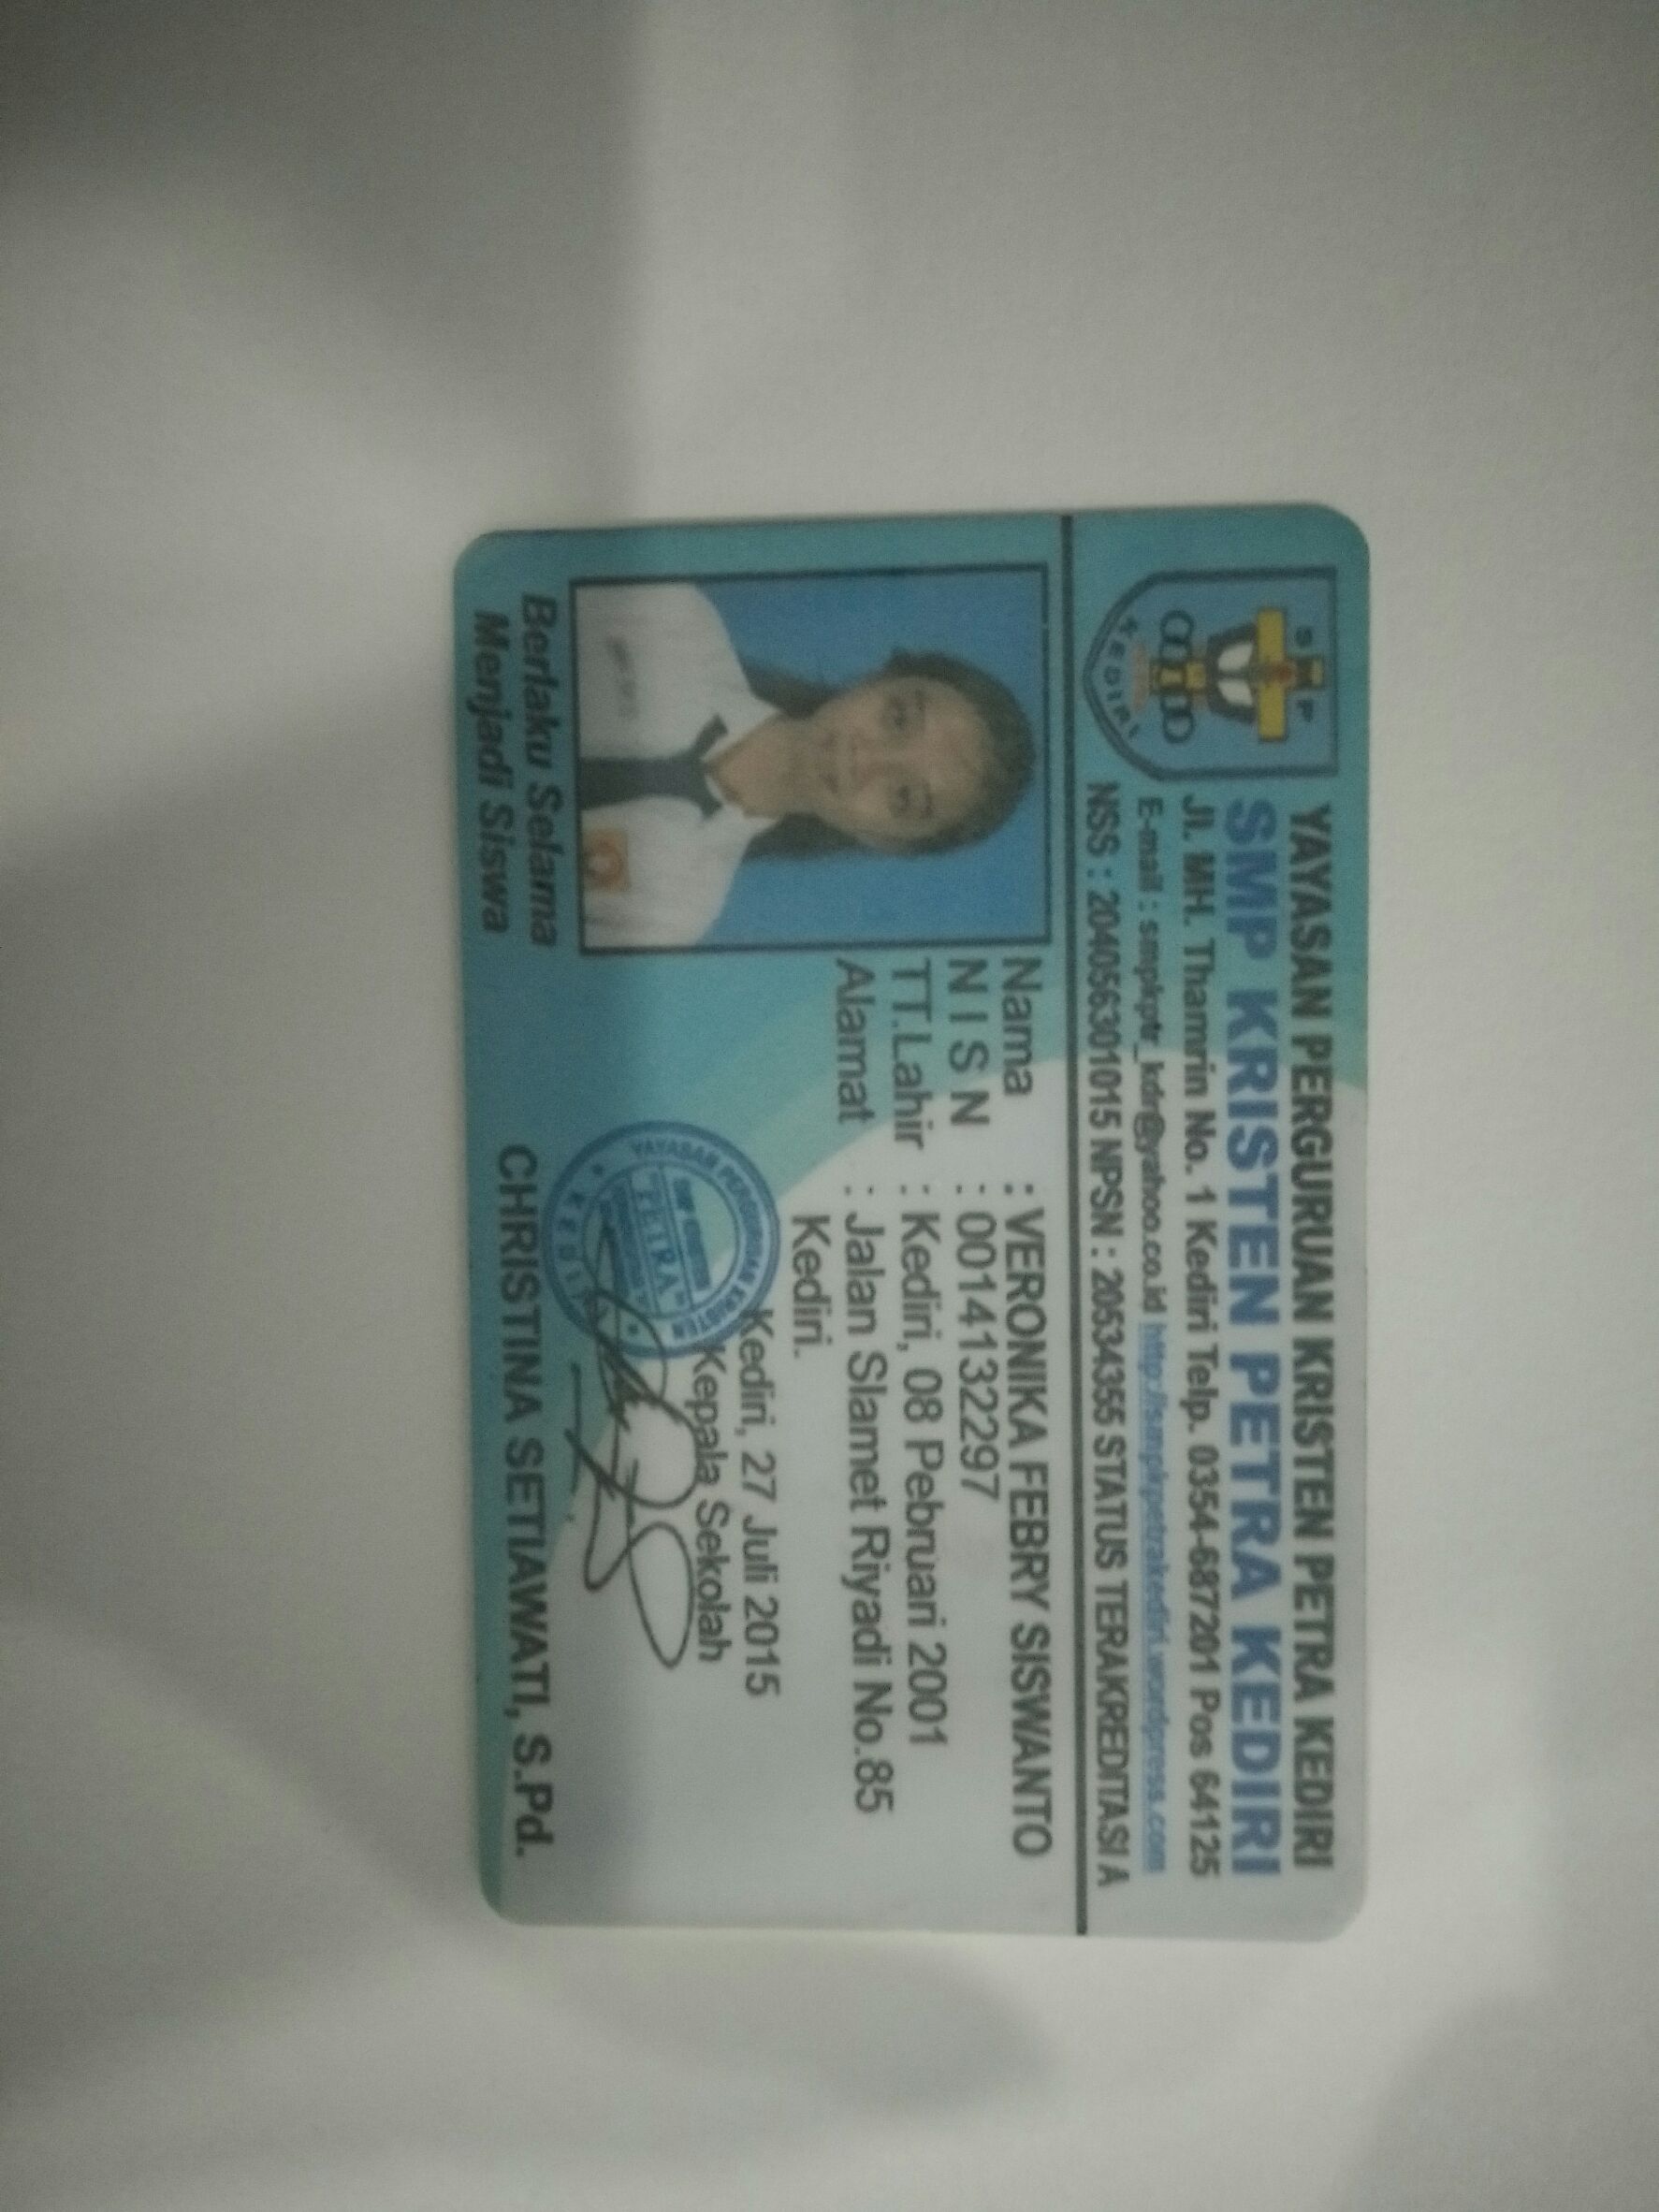 YAYASAN PERGURUAN KRISTEN PETRA KEDIRI
SMP KRISTEN PETRA KEDIRI
Jl. MH. Thamrin No. 1 Kediri Telp. 0354-687201 Pos 64125
E-mail : smpkptr_kdr@yahoo.co.id http://smpkpetrakediri.wordpress.com
NSS : 204056301015 NPSN : 20534355 STATUS TERAKREDITASI A
S M P
KEDIRI
Nama : VERONIKA FEBRY SISWANTO
N I S N : 0014132297
TT.Lahir : Kediri, 08 Pebruari 2001
Alamat : Jalan Slamet Riyadi No.85
Kediri.
Kediri, 27 Juli 2015
Kepala Sekolah
YAYASAN PERGURUAN KRISTEN
"PETRA"
KEDIRI
CHRISTINA SETIAWATI, S.Pd.
Berlaku Selama
Menjadi Siswa